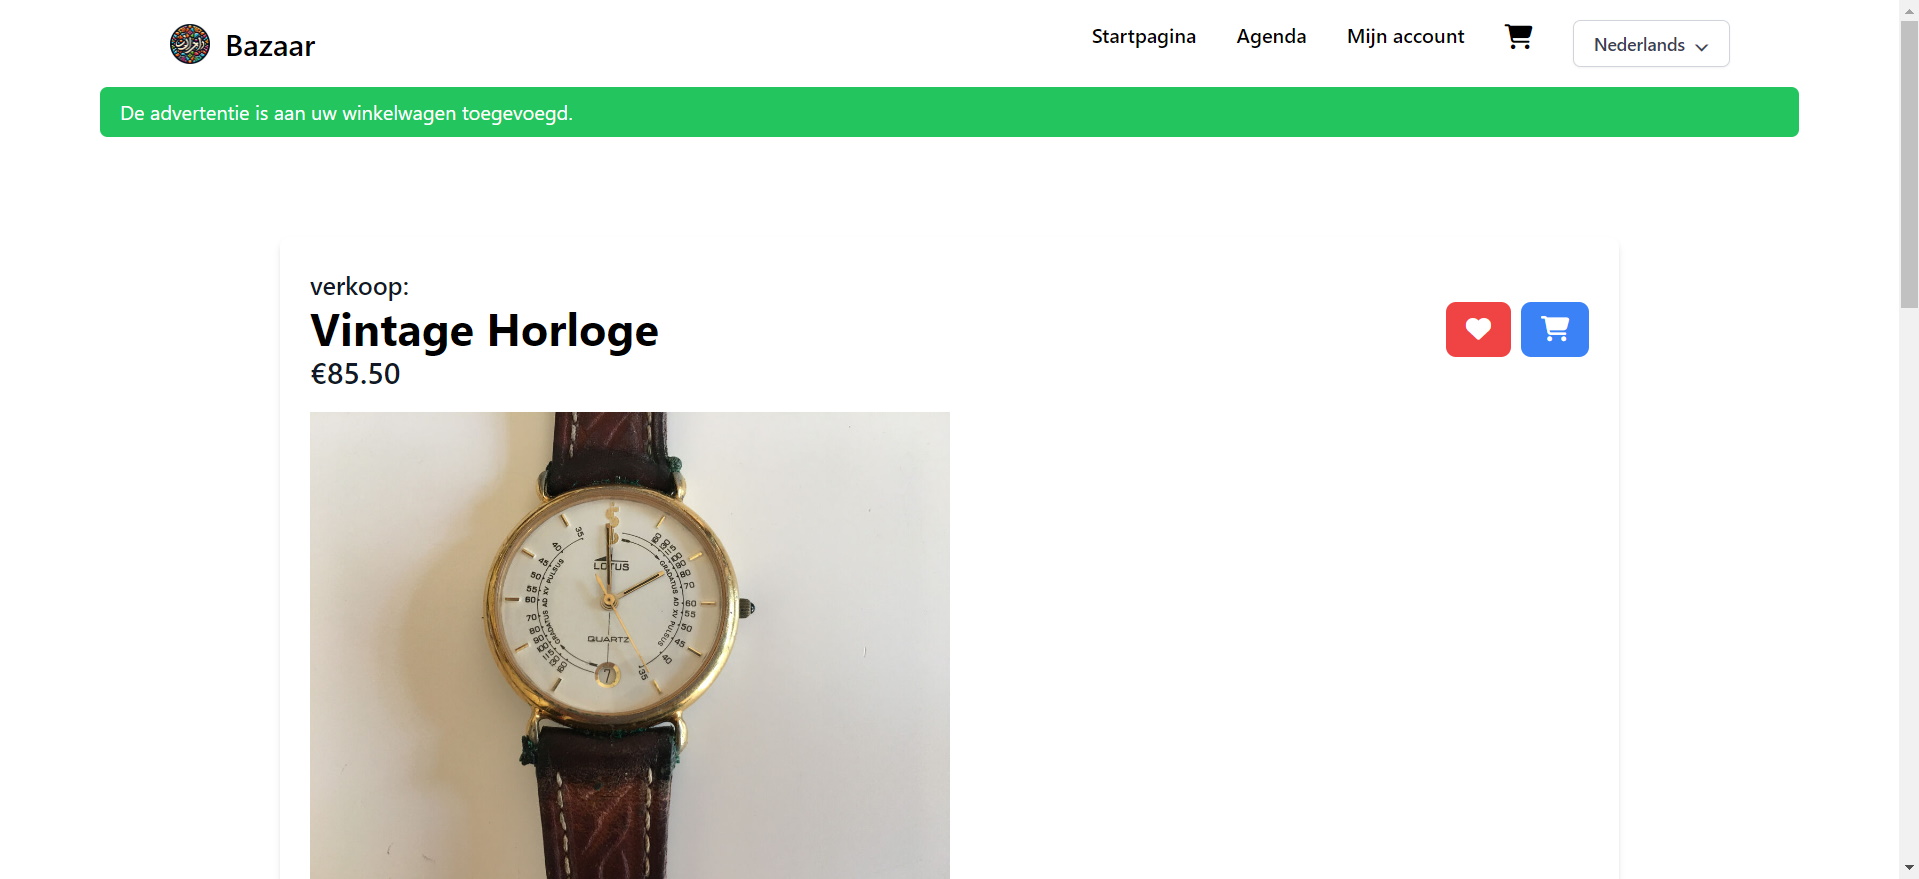 Bazaar
Startpagina
Agenda
Mijn account
Nederlands
De advertentie is aan uw winkelwagen toegevoegd.
verkoop:
Vintage Horloge
€85.50
LOTUS
QUARTZ
7